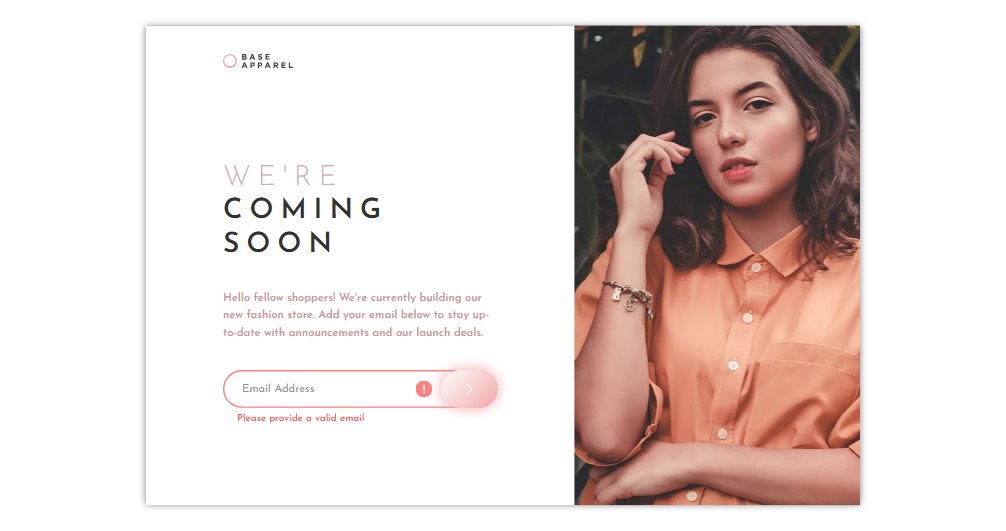 BASE
APPAREL
WE'RE
COMING
SOON
Hello fellow shoppers! We're currently building our
new fashion store. Add your email below to stay up-
to-date with announcements and our launch deals.
Email Address
!
Please provide a valid email